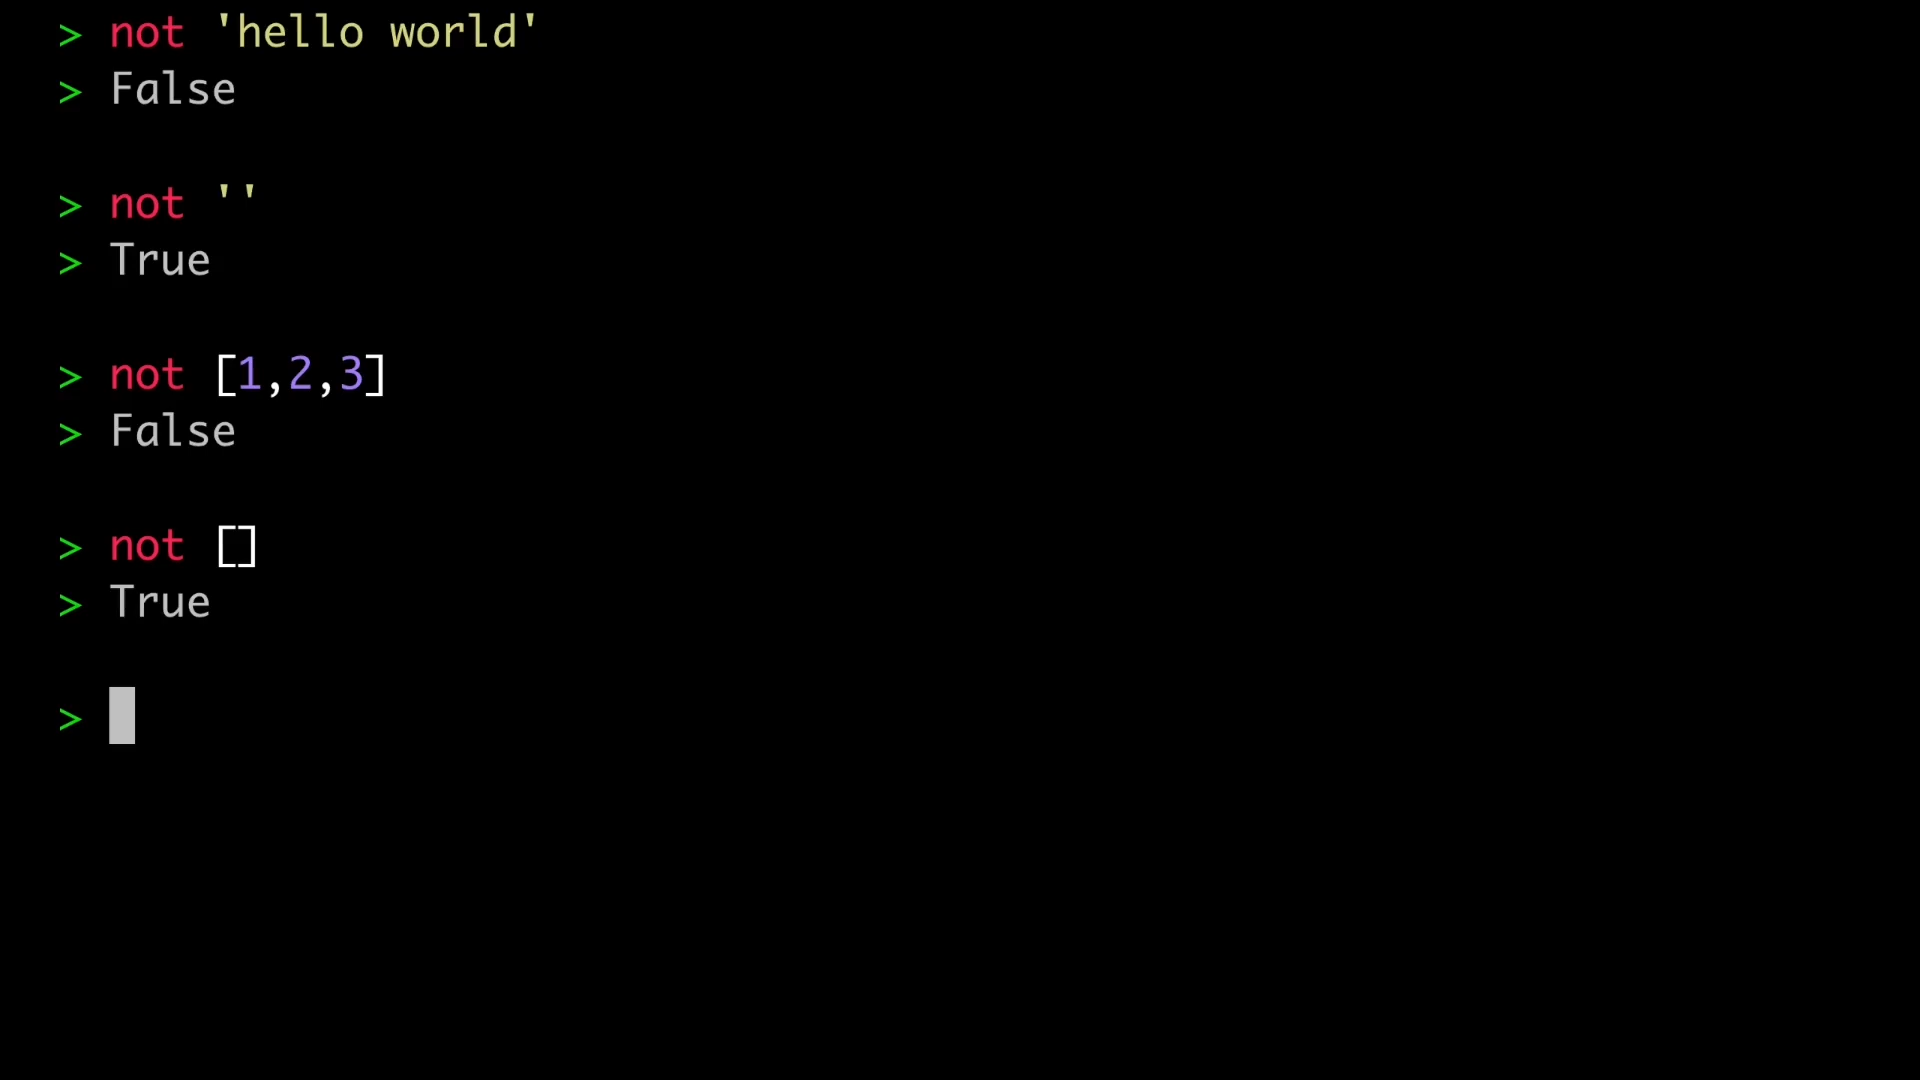 > not 'hello world'
> False
> not ''
> True
> not [1,2,3]
> False
> not []
> True
>